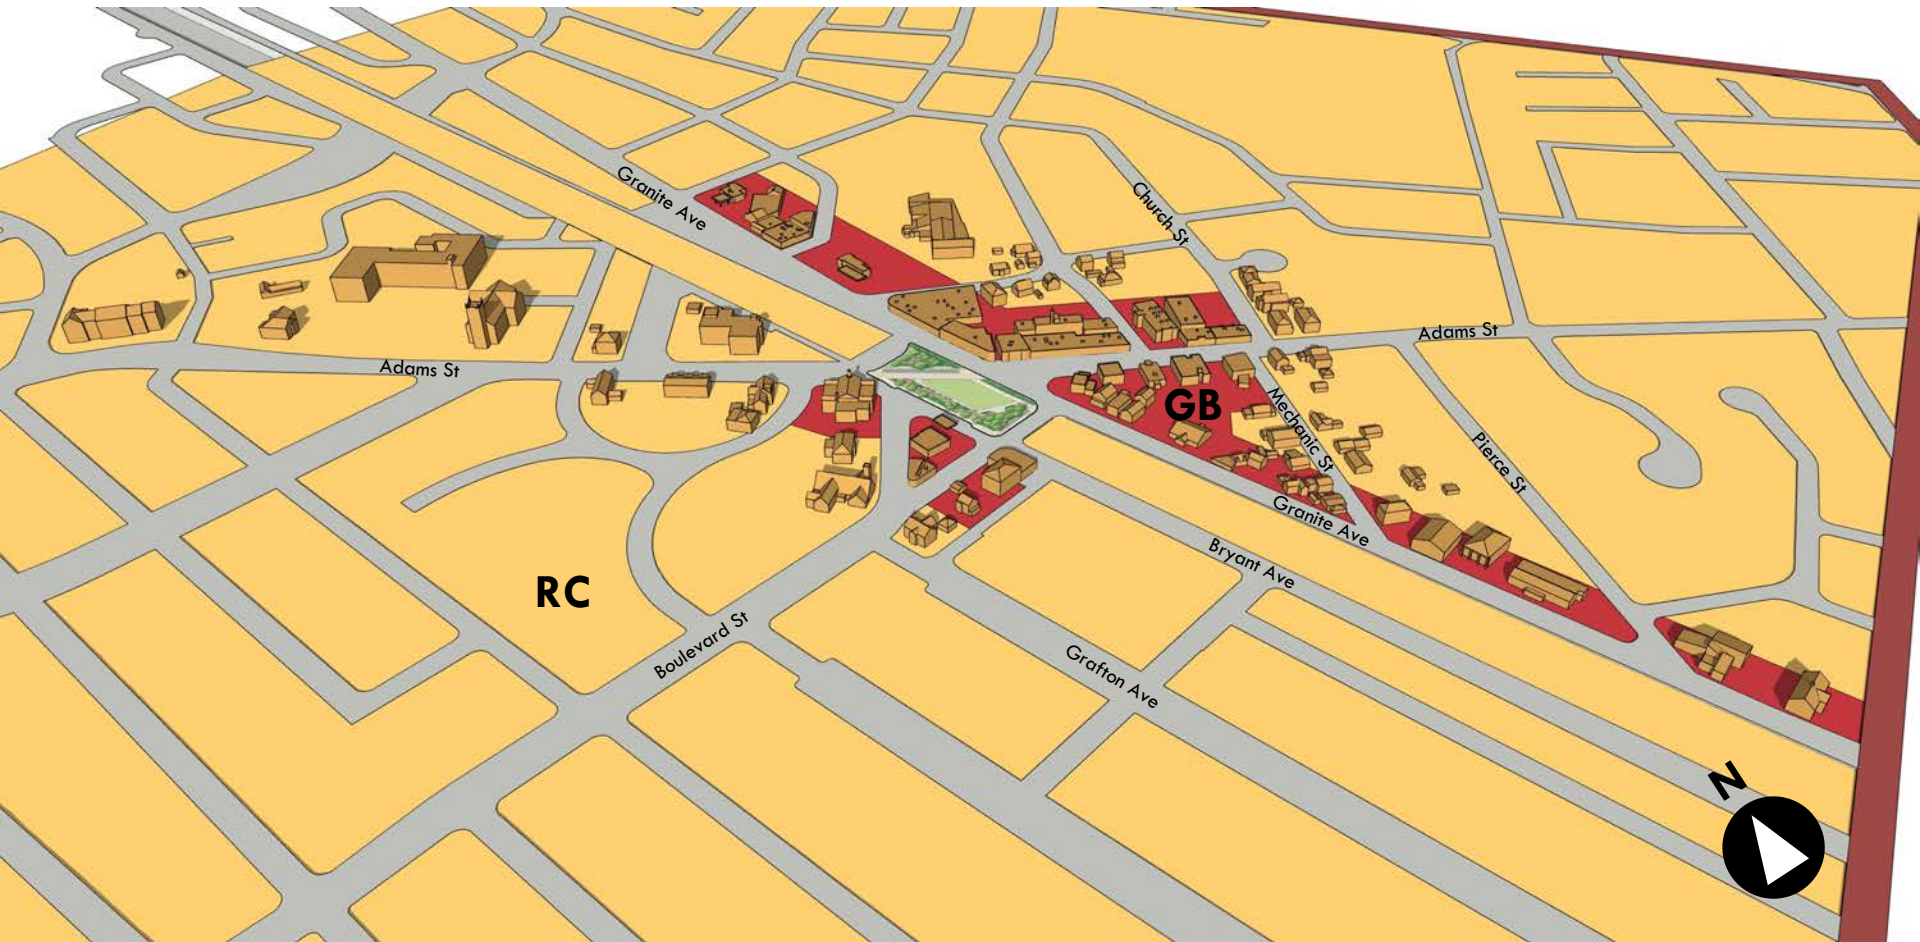 Granite Ave
Church St
Adams St
Adams St
GB
Mechanic St
Pierce St
Granite Ave
Bryant Ave
RC
Boulevard St
Grafton Ave
N